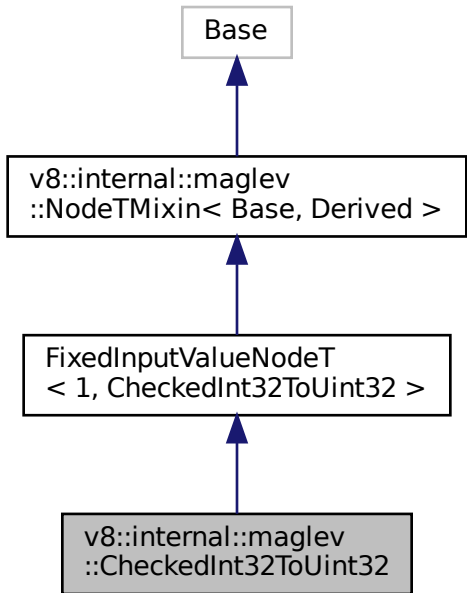 Base
v8::internal::maglev
::NodeTMixin< Base, Derived >
FixedInputValueNodeT
< 1, CheckedInt32ToUint32 >
v8::internal::maglev
::CheckedInt32ToUint32